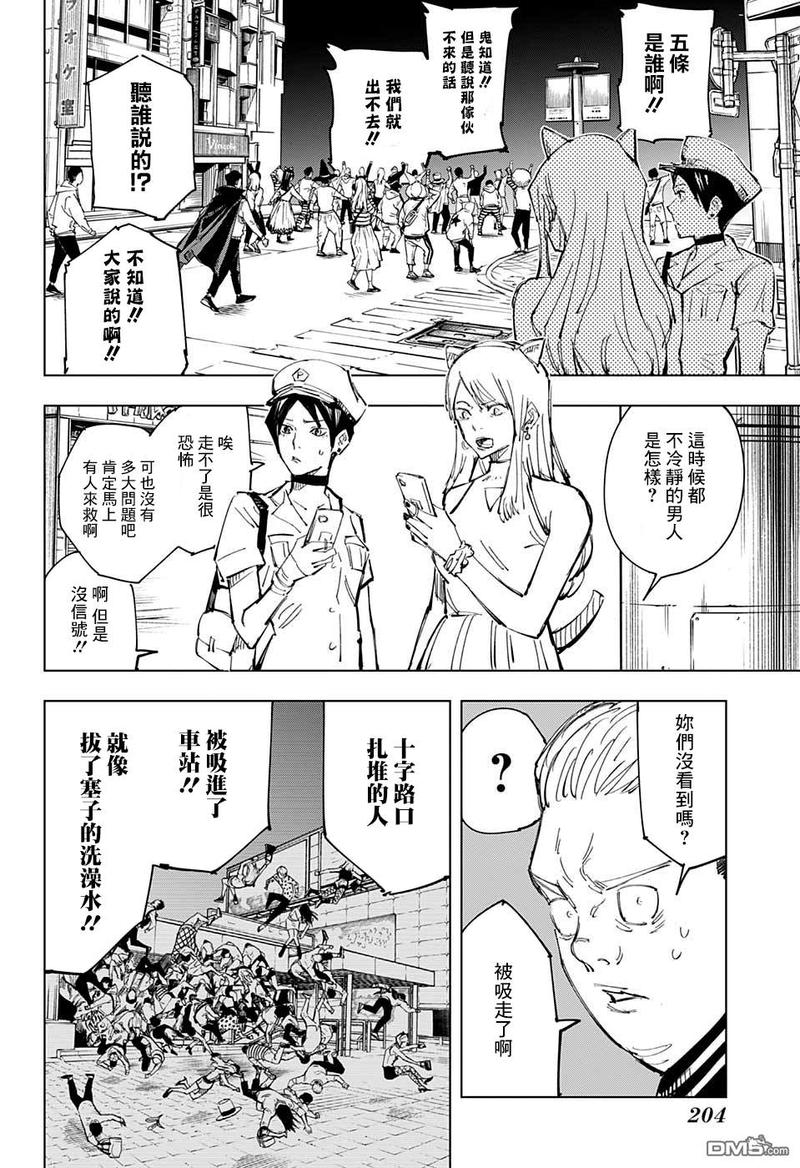 五條
是誰啊!!
鬼知道!!
但是聽說那傢伙
不來的話
我們就
出不去!!
聽誰說的!?
不知道!!
大家說的啊!!
オケ室
Vincols
這時候都
不冷靜的男人
是怎樣?
唉
走不了是很
恐怖
可也沒有
多大問題吧
肯定馬上
有人來救啊
啊 但是
沒信號!!
妳們沒看到嗎?
?
被吸走了啊
十字路口
扎堆的人
被吸進了
車站!!
就像
拔了塞子的洗澡水!!
204
DM5.com